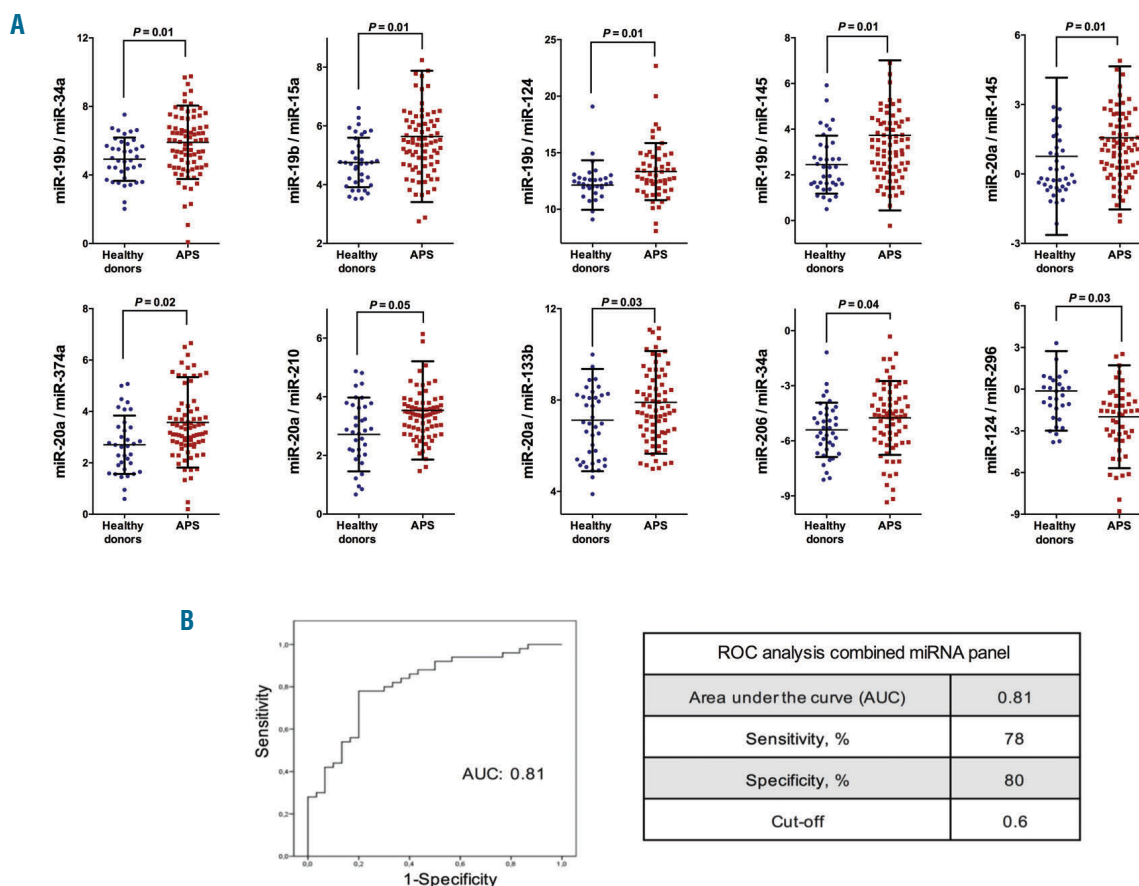 A
P = 0.01
miR-19b / miR-34a
12
8
4
0
Healthy
donors
APS
P = 0.01
miR-19b / miR-15a
8
6
4
2
Healthy
donors
APS
P = 0.01
miR-19b / miR-124
25
20
15
10
Healthy
donors
APS
P = 0.01
miR-19b / miR-145
8
6
4
2
0
Healthy
donors
APS
P = 0.01
miR-20a / miR-145
6
3
0
-3
Healthy
donors
APS
P = 0.02
miR-20a / miR-374a
8
6
4
2
0
Healthy
donors
APS
P = 0.05
miR-20a / miR-210
8
6
4
2
0
Healthy
donors
APS
P = 0.03
miR-20a / miR-133b
12
8
4
Healthy
donors
APS
P = 0.04
miR-206 / miR-34a
0
-3
-6
-9
Healthy
donors
APS
P = 0.03
miR-124 / miR-296
6
3
0
-3
-6
-9
Healthy
donors
APS
B
Sensitivity
1,0
0,8
0,6
0,4
0,2
0,0
AUC: 0.81
0,0 0,2 0,4 0,6 0,8 1,0
1-Specificity
ROC analysis combined miRNA panel
Area under the curve (AUC) 0.81
Sensitivity, % 78
Specificity, % 80
Cut-off 0.6